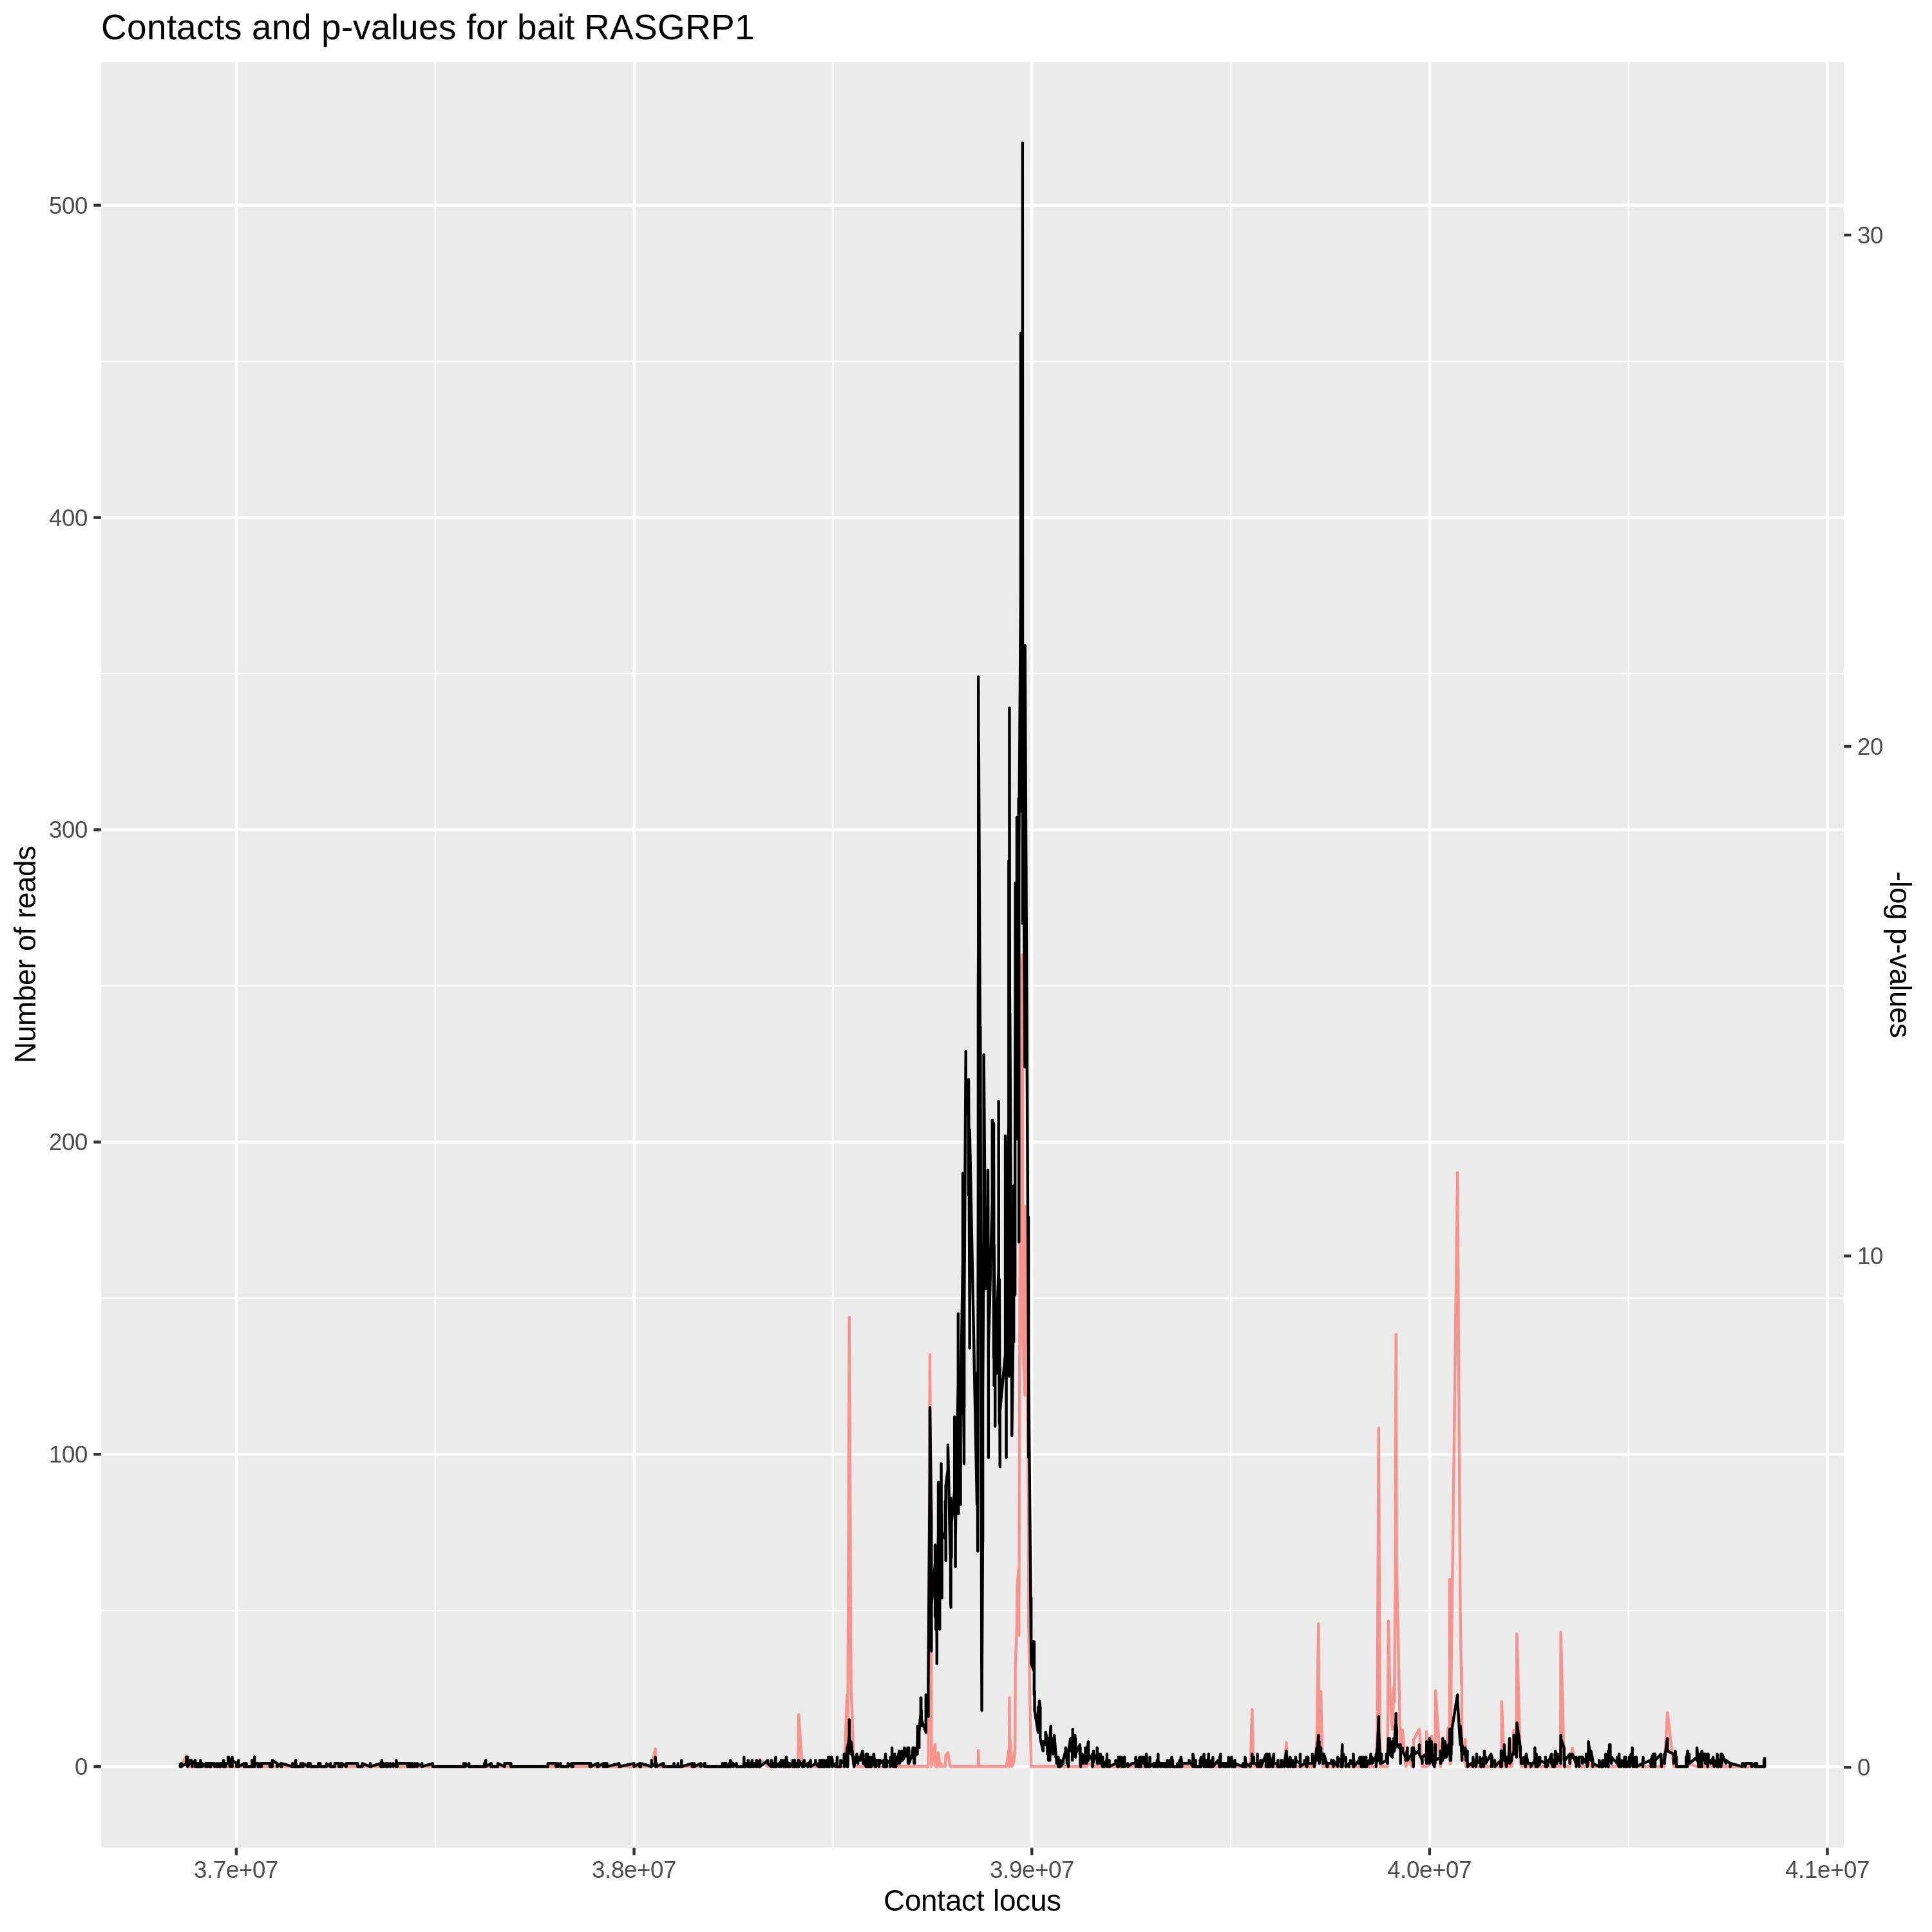 Contacts and p-values for bait RASGRP1
Number of reads
500
400
300
200
100
0
30
20
10
0
-log p-values
3.7e+07
3.8e+07
3.9e+07
4.0e+07
4.1e+07
Contact locus